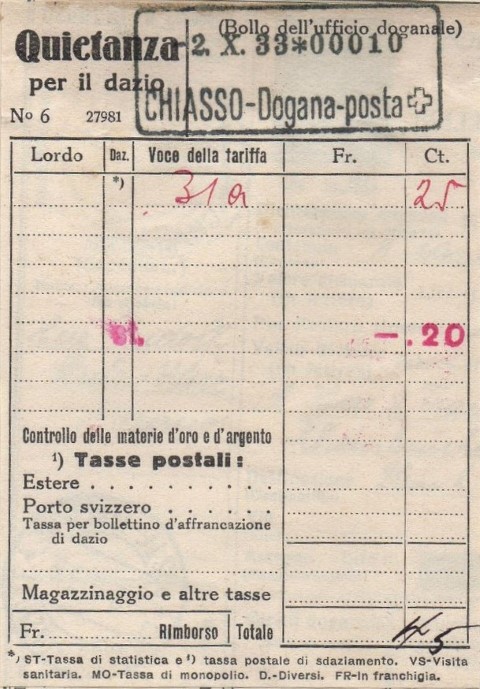 (Bollo dell'ufficio doganale)
Quietanza
2. X. 33*00010
per il dazio
CHIASSO-Dogana-posta
No 6 27981
Lordo Daz. Voce della tariffa Fr. Ct.
*)
31a 25
st. —.20
Controllo delle materie d'oro e d'argento
¹) Tasse postali:
Estere . . . . . . . . . .
Porto svizzero . . . . . .
Tassa per bollettino d'affrancazione
di dazio
Magazzinaggio e altre tasse
Fr. .............. Rimborso Totale 45
*) ST-Tassa di statistica e ¹) tassa postale di sdaziamento. VS-Visita
sanitaria. MO-Tassa di monopolio. D.-Diversi. FR-In franchigia.